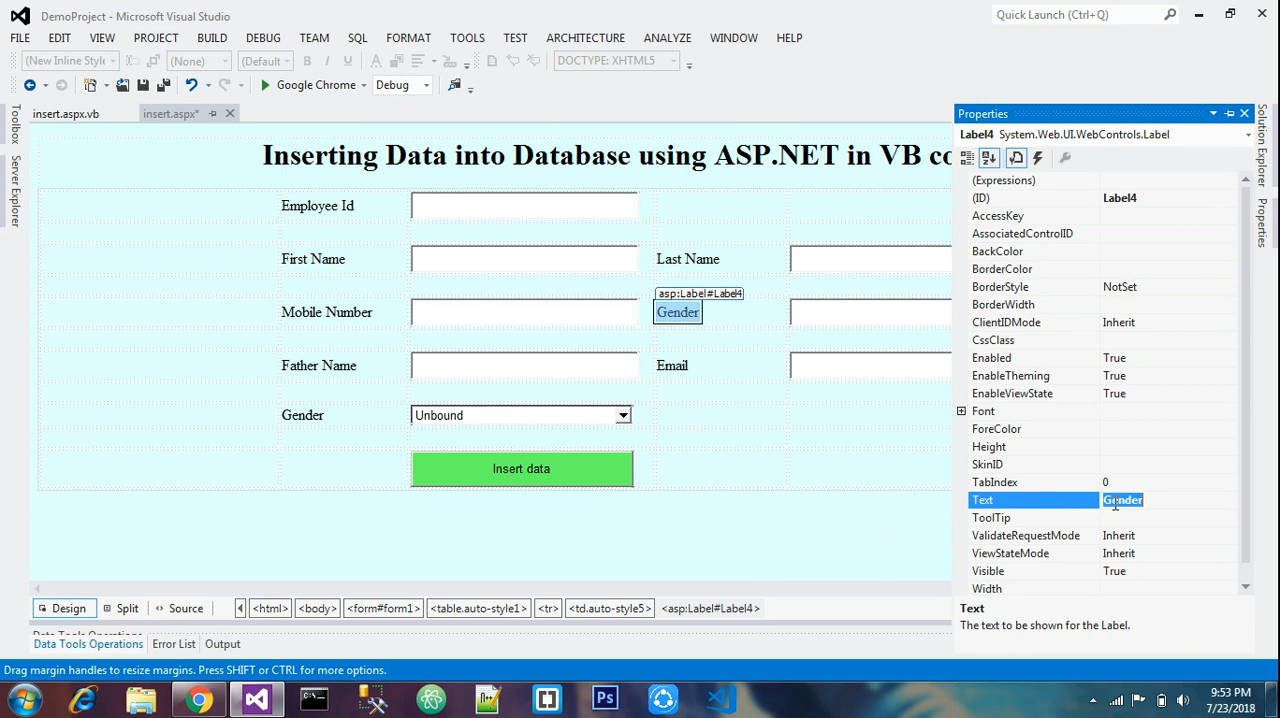 DemoProject - Microsoft Visual Studio
Quick Launch (Ctrl+Q)
FILE EDIT VIEW PROJECT BUILD DEBUG TEAM SQL FORMAT TOOLS TEST ARCHITECTURE ANALYZE WINDOW HELP
(New Inline Style (None) (Default B I U A DOCTYPE: XHTML5
Google Chrome Debug
insert.aspx.vb insert.aspx*
Toolbox
Server Explorer
Inserting Data into Database using ASP.NET in VB co
Employee Id
First Name Last Name
asp:Label#Label4
Mobile Number Gender
Father Name Email
Gender Unbound
Insert data
Design Split Source <html> <body> <form#form1> <table.auto-style1> <tr> <td.auto-style5> <asp:Label#Label4>
Data Tools Operations
Data Tools Operations Error List Output
Properties
Label4 System.Web.UI.WebControls.Label
(Expressions)
(ID) Label4
AccessKey
AssociatedControlID
BackColor
BorderColor
BorderStyle NotSet
BorderWidth
ClientIDMode Inherit
CssClass
Enabled True
EnableTheming True
EnableViewState True
Font
ForeColor
Height
SkinID
TabIndex 0
Text Gender
ToolTip
ValidateRequestMode Inherit
ViewStateMode Inherit
Visible True
Width
Text
The text to be shown for the Label.
Solution Explorer
Properties
Drag margin handles to resize margins. Press SHIFT or CTRL for more options.
Ps
9:53 PM
7/23/2018